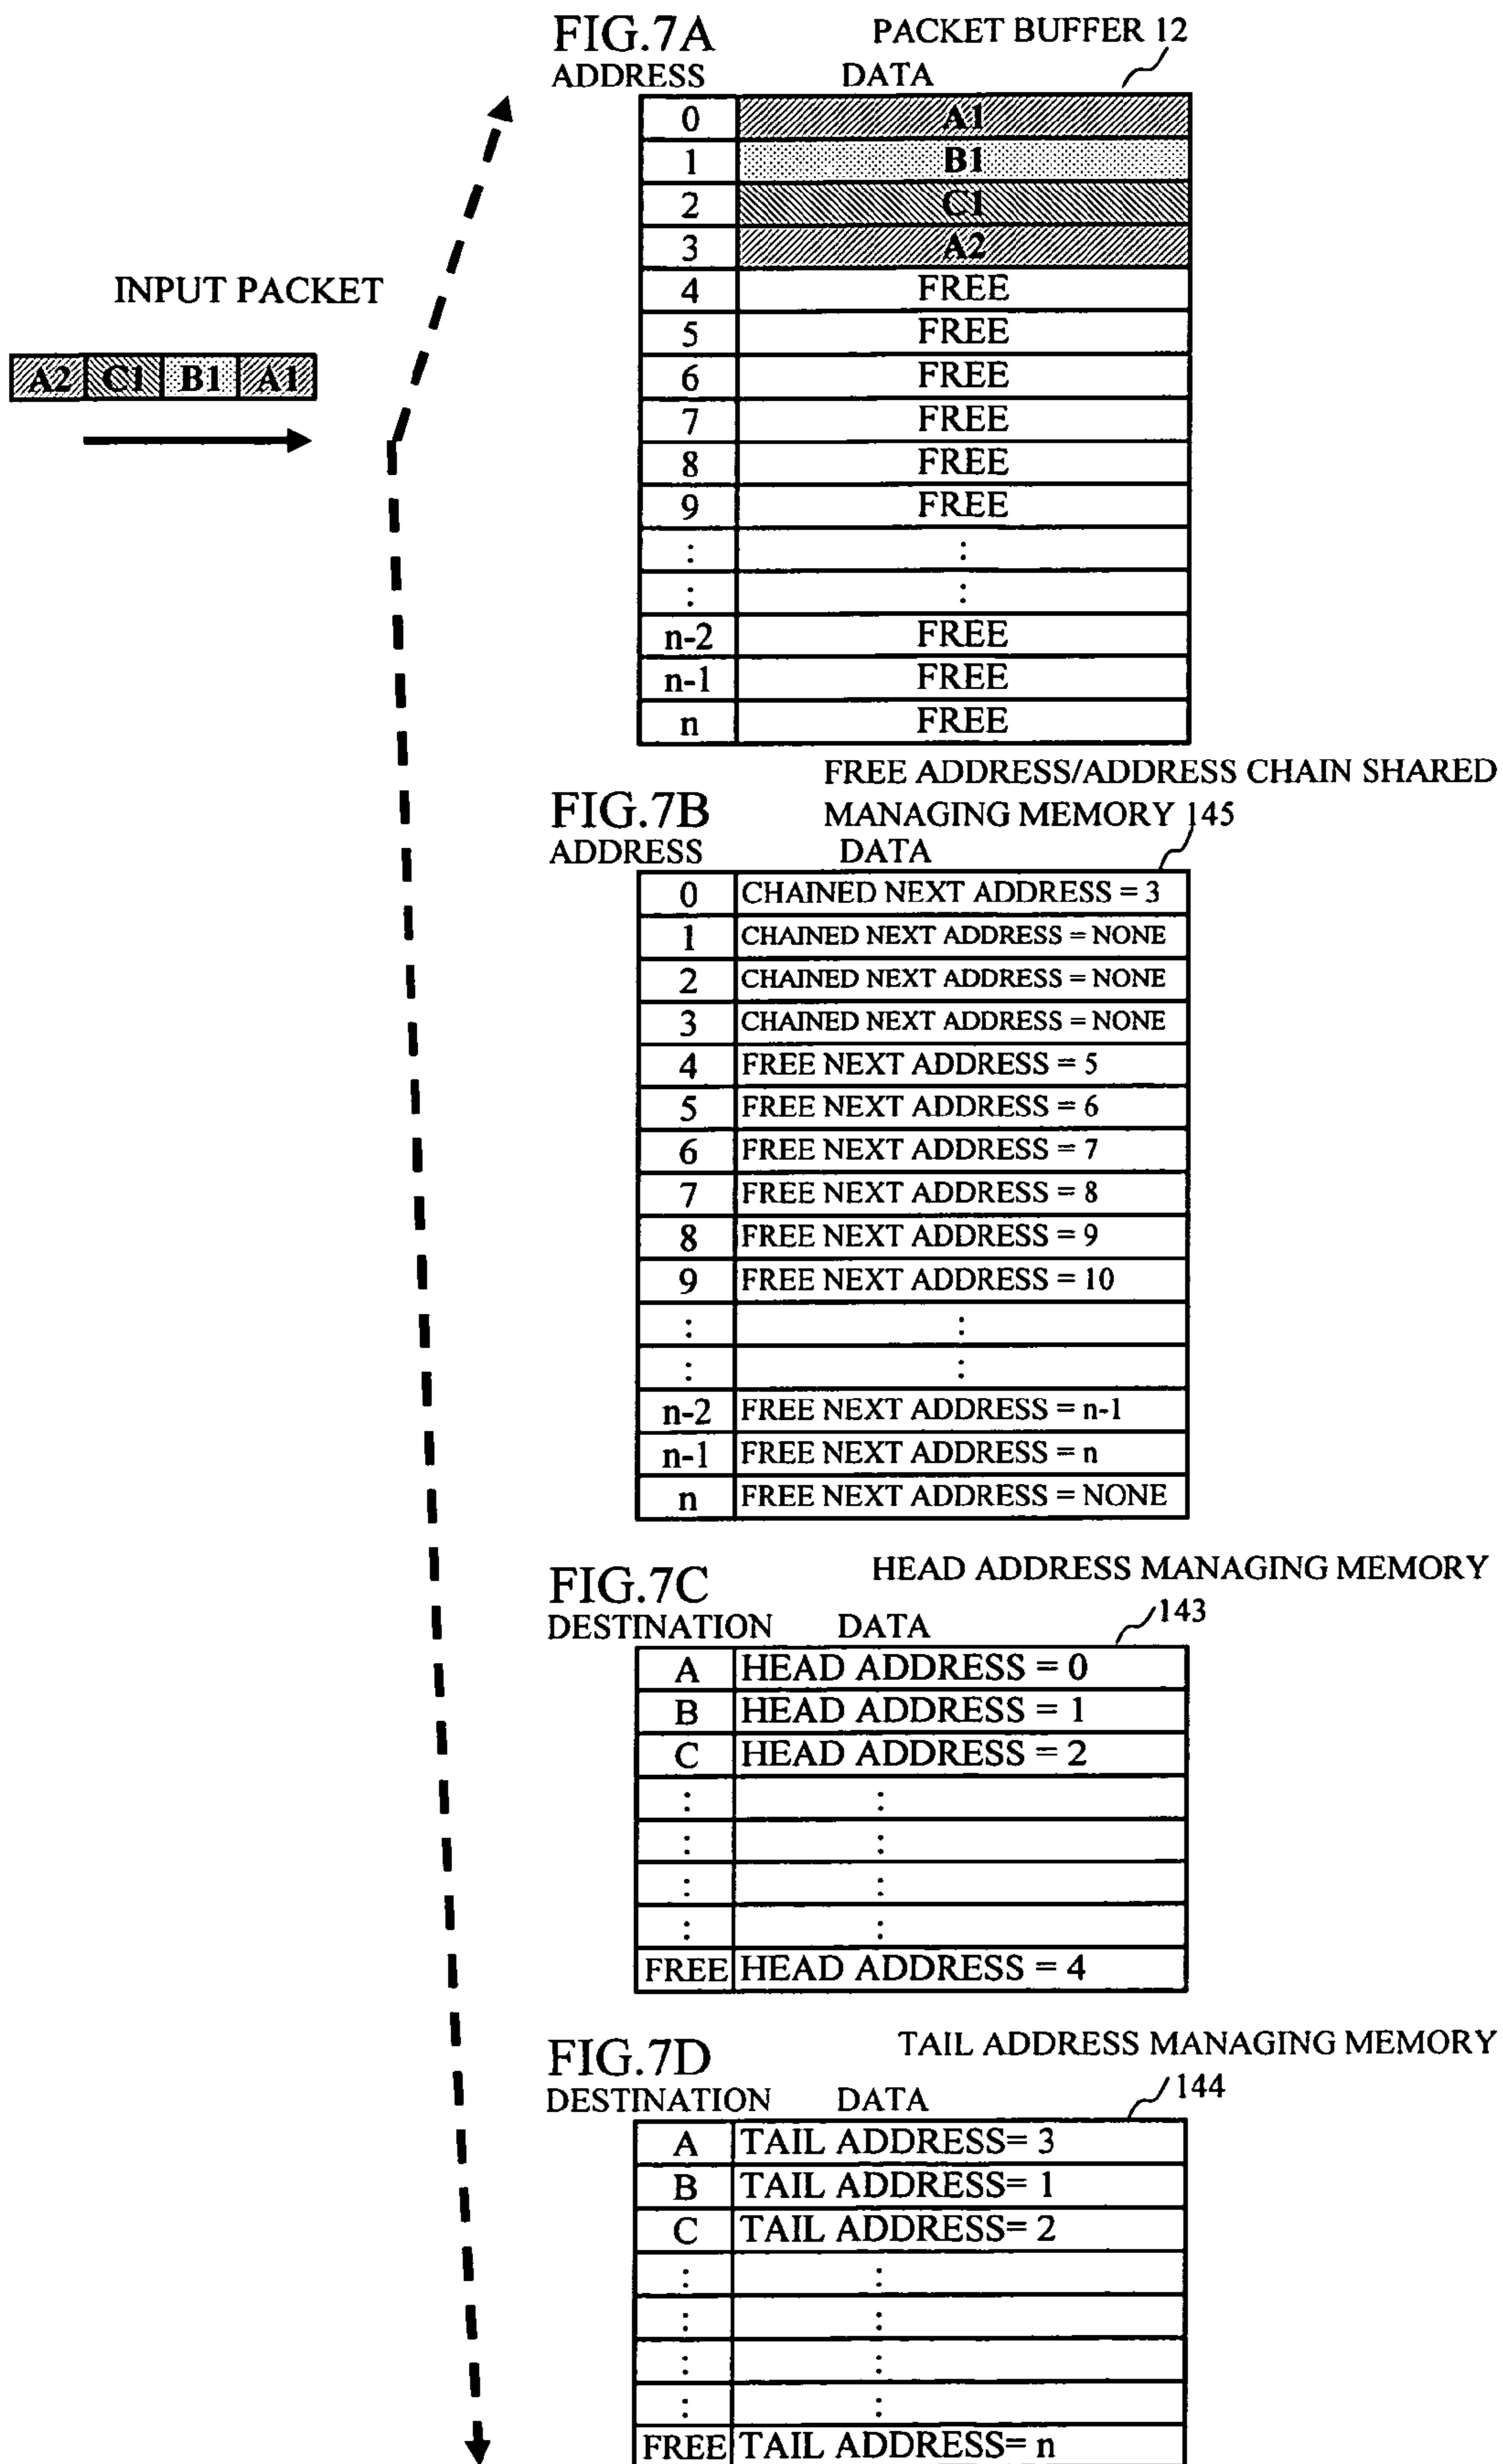 FIG.7A
PACKET BUFFER 12
ADDRESS DATA
0 A1
1 B1
2 C1
3 A2
4 FREE
5 FREE
6 FREE
7 FREE
8 FREE
9 FREE
: :
: :
n-2 FREE
n-1 FREE
n FREE
INPUT PACKET
A2 C1 B1 A1
FREE ADDRESS/ADDRESS CHAIN SHARED
FIG.7B
MANAGING MEMORY 145
ADDRESS DATA
0 CHAINED NEXT ADDRESS = 3
1 CHAINED NEXT ADDRESS = NONE
2 CHAINED NEXT ADDRESS = NONE
3 CHAINED NEXT ADDRESS = NONE
4 FREE NEXT ADDRESS = 5
5 FREE NEXT ADDRESS = 6
6 FREE NEXT ADDRESS = 7
7 FREE NEXT ADDRESS = 8
8 FREE NEXT ADDRESS = 9
9 FREE NEXT ADDRESS = 10
: :
: :
n-2 FREE NEXT ADDRESS = n-1
n-1 FREE NEXT ADDRESS = n
n FREE NEXT ADDRESS = NONE
FIG.7C
HEAD ADDRESS MANAGING MEMORY
143
DESTINATION DATA
A HEAD ADDRESS = 0
B HEAD ADDRESS = 1
C HEAD ADDRESS = 2
: :
: :
: :
: :
FREE HEAD ADDRESS = 4
FIG.7D
TAIL ADDRESS MANAGING MEMORY
144
DESTINATION DATA
A TAIL ADDRESS= 3
B TAIL ADDRESS= 1
C TAIL ADDRESS= 2
: :
: :
: :
: :
FREE TAIL ADDRESS= n